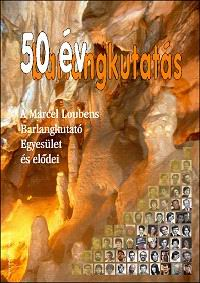 50 év
barlangkutatás
A Marcel Loubens
Barlangkutató
Egyesület
és elődei